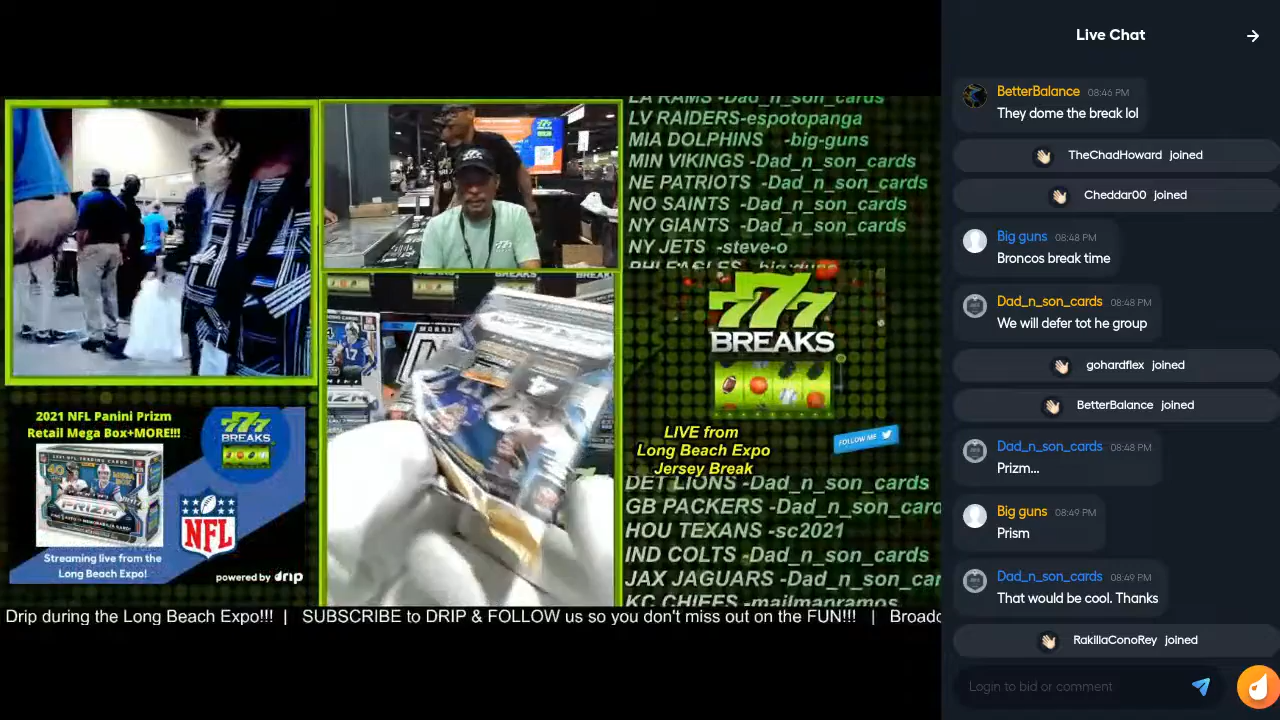 LA RAMS -Dad_n_son_cards
LV RAIDERS-espotopanga
MIA DOLPHINS -big-guns
MIN VIKINGS -Dad_n_son_cards
NE PATRIOTS -Dad_n_son_cards
NO SAINTS -Dad_n_son_cards
NY GIANTS -Dad_n_son_cards
NY JETS -steve-o
PHI EAGLES -big-guns
BREAKS
777
BREAKS
17
2021 NFL Panini Prizm
Retail Mega Box+MORE!!!
777
BREAKS
PRIZM
NFL
Streaming live from the
Long Beach Expo!
powered by drip
LIVE from
Long Beach Expo
Jersey Break
FOLLOW ME
DET LIONS -Dad_n_son_cards
GB PACKERS -Dad_n_son_card
HOU TEXANS -sc2021
IND COLTS -Dad_n_son_cards
JAX JAGUARS -Dad_n_son_car
KC CHIEFS -mailmanramos
Drip during the Long Beach Expo!!! | SUBSCRIBE to DRIP & FOLLOW us so you don't miss out on the FUN!!! | Broadc
Live Chat
BetterBalance 08:46 PM
They dome the break lol
TheChadHoward joined
Cheddar00 joined
Big guns 08:48 PM
Broncos break time
Dad_n_son_cards 08:48 PM
We will defer tot he group
gohardflex joined
BetterBalance joined
Dad_n_son_cards 08:48 PM
Prizm...
Big guns 08:49 PM
Prism
Dad_n_son_cards 08:49 PM
That would be cool. Thanks
RakillaConoRey joined
Login to bid or comment